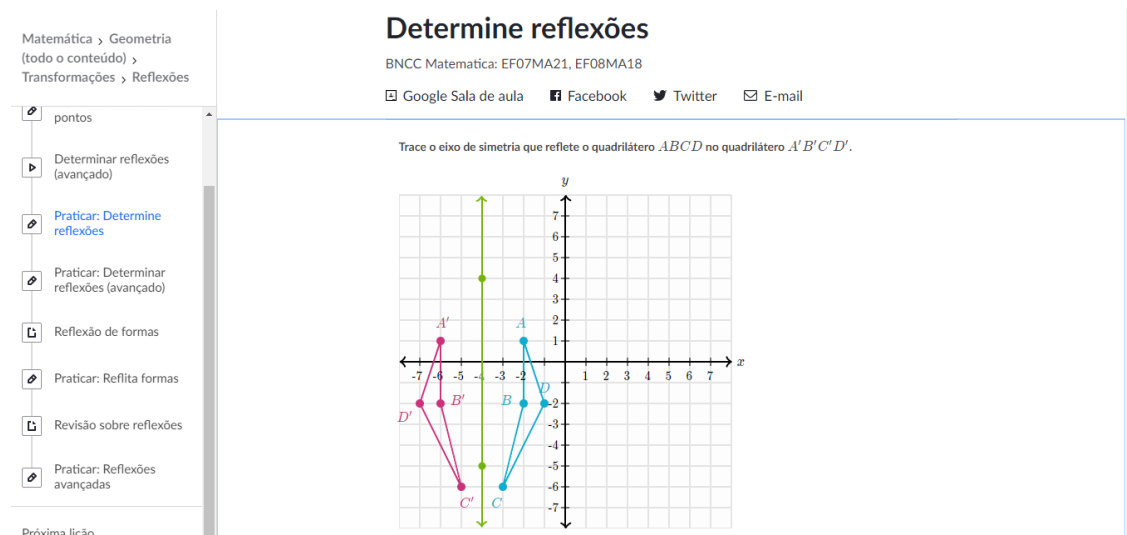 Matemática > Geometria
(todo o conteúdo) >
Transformações > Reflexões
pontos
Determinar reflexões
(avançado)
Praticar: Determine
reflexões
Praticar: Determinar
reflexões (avançado)
Reflexão de formas
Praticar: Reflita formas
Revisão sobre reflexões
Praticar: Reflexões
avançadas
Próxima lição
Determine reflexões
BNCC Matematica: EF07MA21, EF08MA18
Google Sala de aula Facebook Twitter E-mail
Trace o eixo de simetria que reflete o quadrilátero ABCD no quadrilátero A'B'C'D'.
y
7
6
5
4
3
A' A 2
1
x
-7 -6 -5 -4 -3 -2 1 2 3 4 5 6 7
D
B' B -2
D'
-3
-4
-5
-6
C' C -7